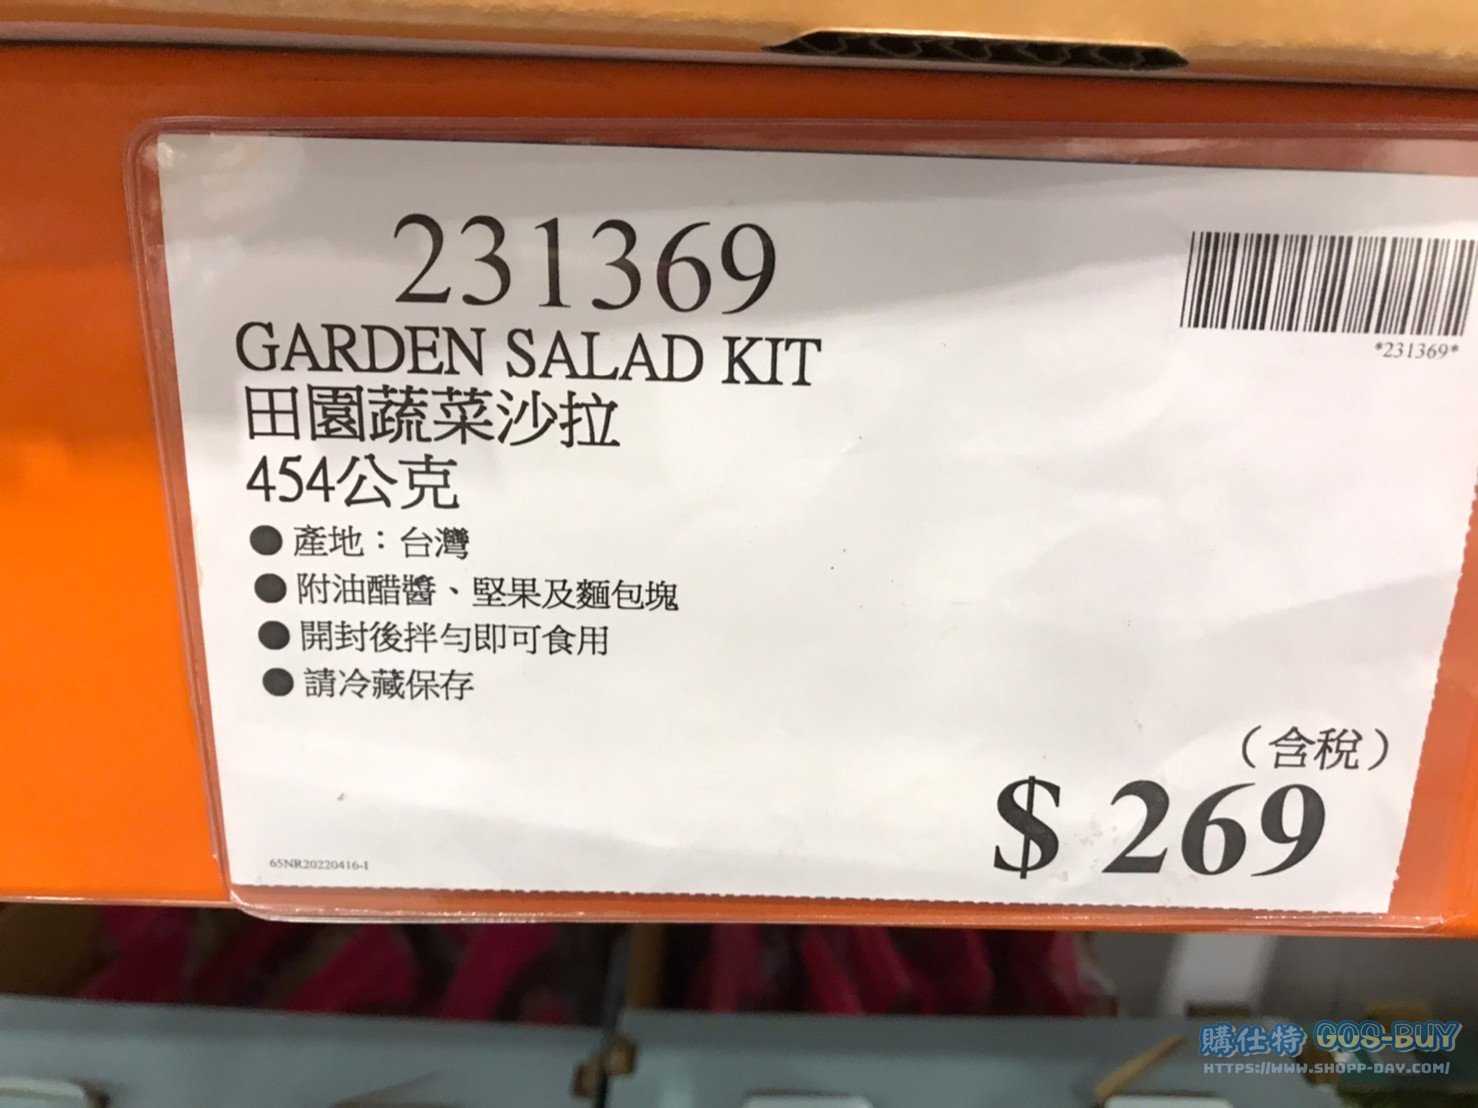 231369
*231369*
GARDEN SALAD KIT
田園蔬菜沙拉
454公克
●產地：台灣
●附油醋醬、堅果及麵包塊
●開封後拌勻即可食用
●請冷藏保存
（含稅）
$ 269
65NR20220416-1
購仕特 GOS-BUY
HTTPS://WWW.SHOPP-DAY.COM/